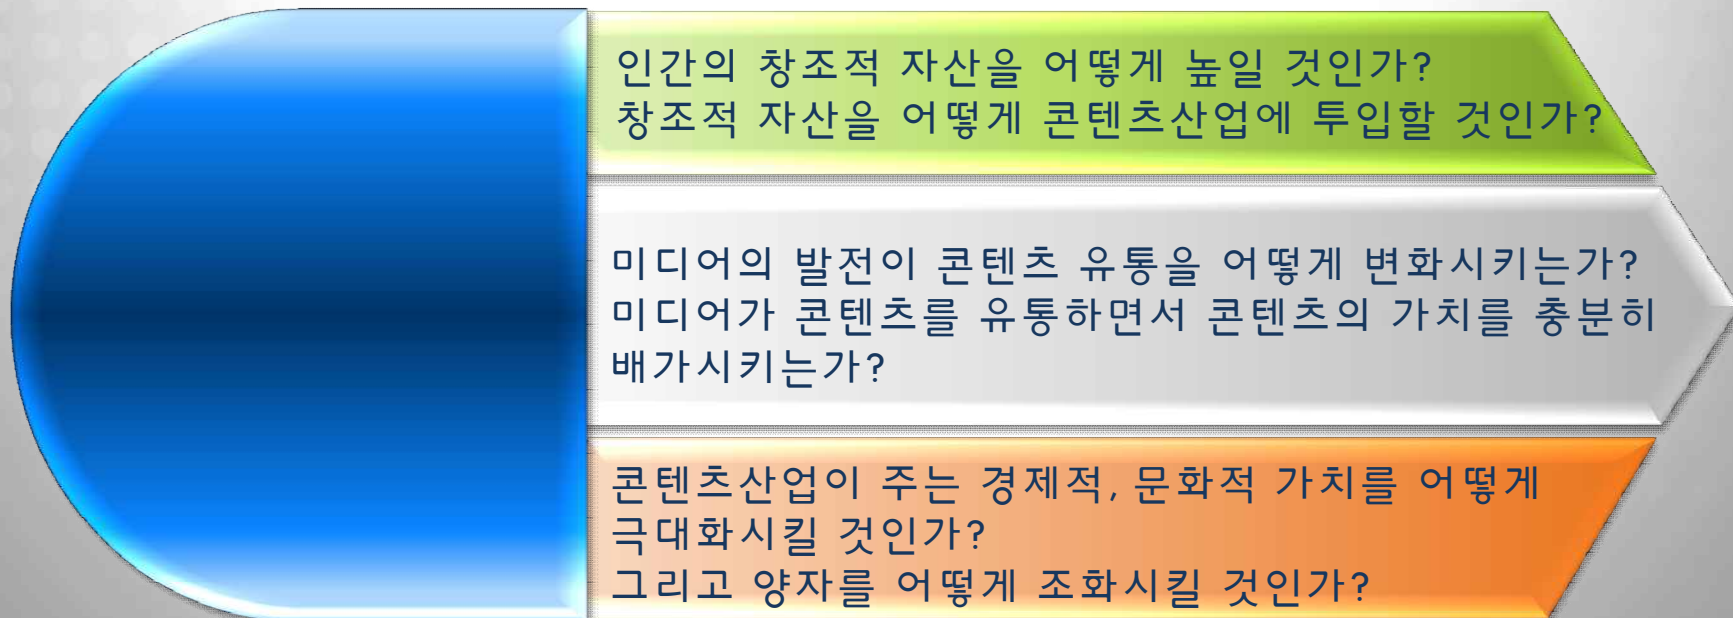 인간의 창조적 자산을 어떻게 높일 것인가?
창조적 자산을 어떻게 콘텐츠산업에 투입할 것인가?
미디어의 발전이 콘텐츠 유통을 어떻게 변화시키는가?
미디어가 콘텐츠를 유통하면서 콘텐츠의 가치를 충분히
배가시키는가?
콘텐츠산업이 주는 경제적, 문화적 가치를 어떻게
극대화시킬 것인가?
그리고 양자를 어떻게 조화시킬 것인가?